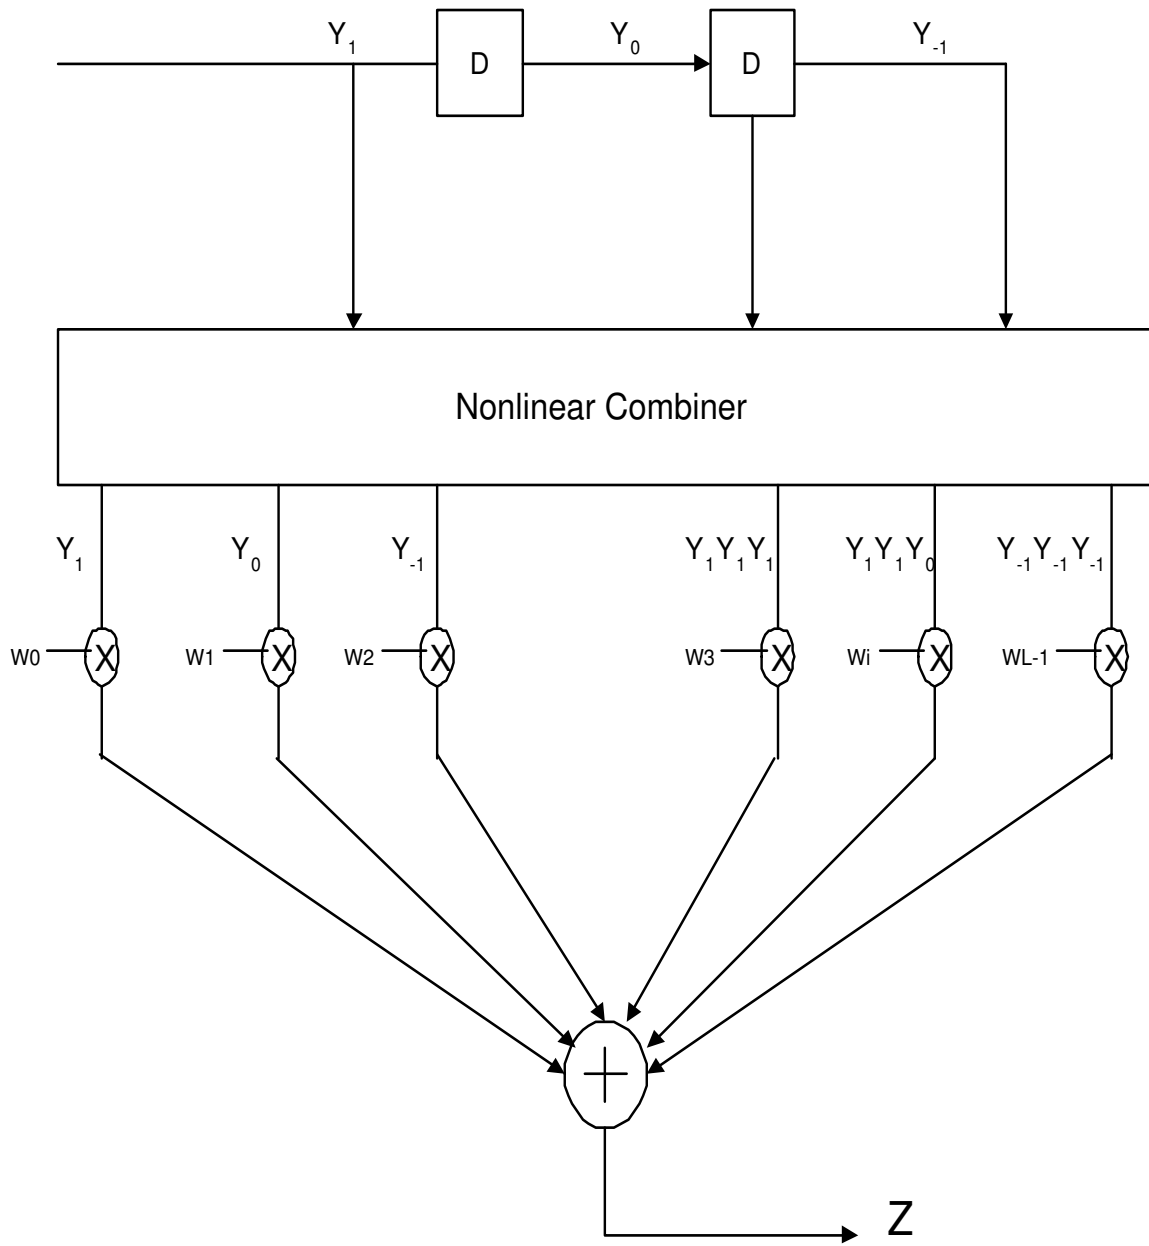 Y1 D Y0 D Y-1
Nonlinear Combiner
Y1 Y0 Y-1 Y1Y1Y1 Y1Y1Y0 Y-1Y-1Y-1
W0 X W1 X W2 X W3 X Wi X WL-1 X
+
Z